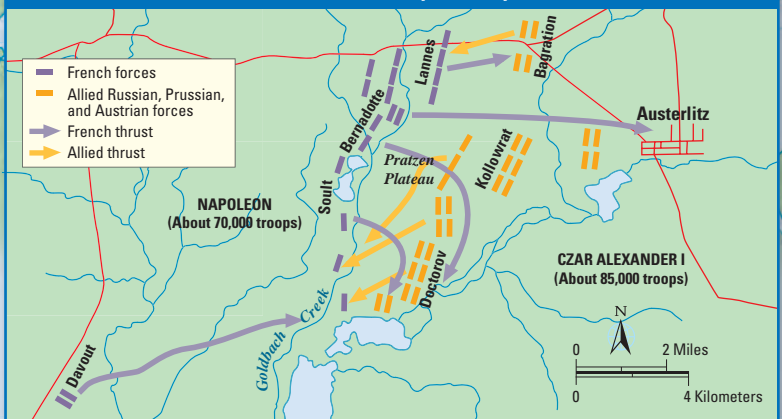 French forces
Allied Russian, Prussian,
and Austrian forces
French thrust
Allied thrust
Lannes
Bagration
Bernadotte
Austerlitz
Pratzen
Plateau
Kollowrat
Soult
NAPOLEON
(About 70,000 troops)
CZAR ALEXANDER I
(About 85,000 troops)
Doctorov
Goldbach Creek
Davout
N
0 2 Miles
0 4 Kilometers